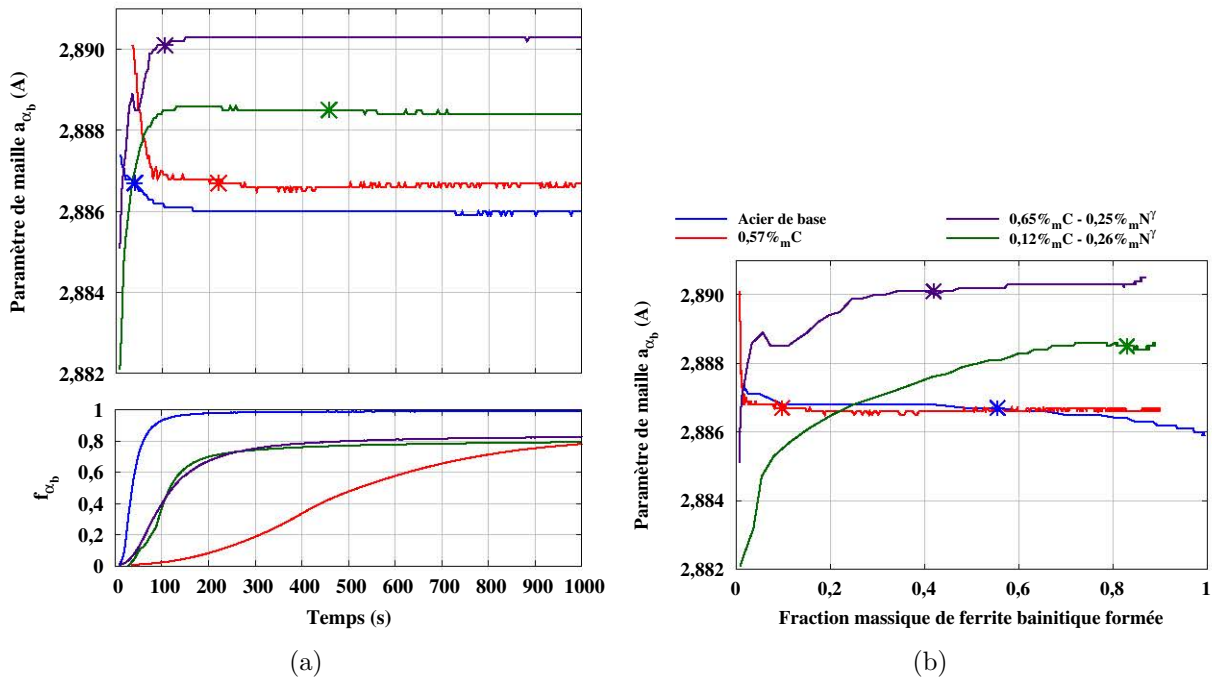 Paramètre de maille a_αb (A)
2,890
2,888
2,886
2,884
2,882
f_αb
1
0,8
0,6
0,4
0,2
0
0 100 200 300 400 500 600 700 800 900 1000
Temps (s)
(a)
Acier de base
0,57%mC
0,65%mC - 0,25%mN^γ
0,12%mC - 0,26%mN^γ
Paramètre de maille a_αb (A)
2,890
2,888
2,886
2,884
2,882
0 0,2 0,4 0,6 0,8 1
Fraction massique de ferrite bainitique formée
(b)